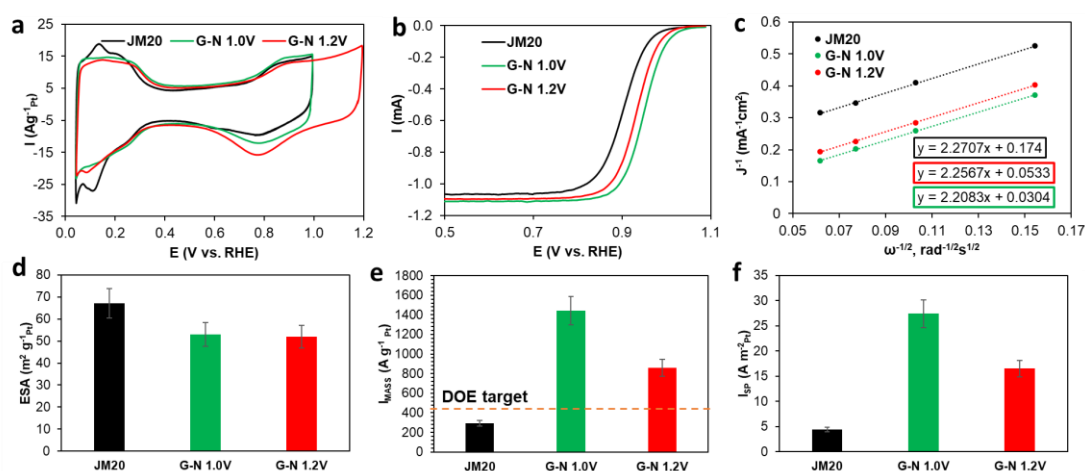 a
JM20
G-N 1.0V
G-N 1.2V
25
15
5
-5
-15
-25
-35
I (Ag⁻¹Pt)
0.0
0.2
0.4
0.6
0.8
1.0
1.2
E (V vs. RHE)
b
0.0
-0.2
-0.4
-0.6
-0.8
-1.0
-1.2
I (mA)
JM20
G-N 1.0V
G-N 1.2V
0.5
0.7
0.9
1.1
E (V vs. RHE)
c
0.6
0.5
0.4
0.3
0.2
0.1
0
J⁻¹ (mA⁻¹cm²)
JM20
G-N 1.0V
G-N 1.2V
y = 2.2707x + 0.174
y = 2.2567x + 0.0533
y = 2.2083x + 0.0304
0.05
0.07
0.09
0.11
0.13
0.15
0.17
ω⁻¹/², rad⁻¹/²s¹/²
d
80
70
60
50
40
30
20
10
0
ESA (m² g⁻¹Pt)
JM20
G-N 1.0V
G-N 1.2V
e
1800
1600
1400
1200
1000
800
600
400
200
0
IMASS (A g⁻¹Pt)
DOE target
JM20
G-N 1.0V
G-N 1.2V
f
35
30
25
20
15
10
5
0
ISP (A m⁻²Pt)
JM20
G-N 1.0V
G-N 1.2V